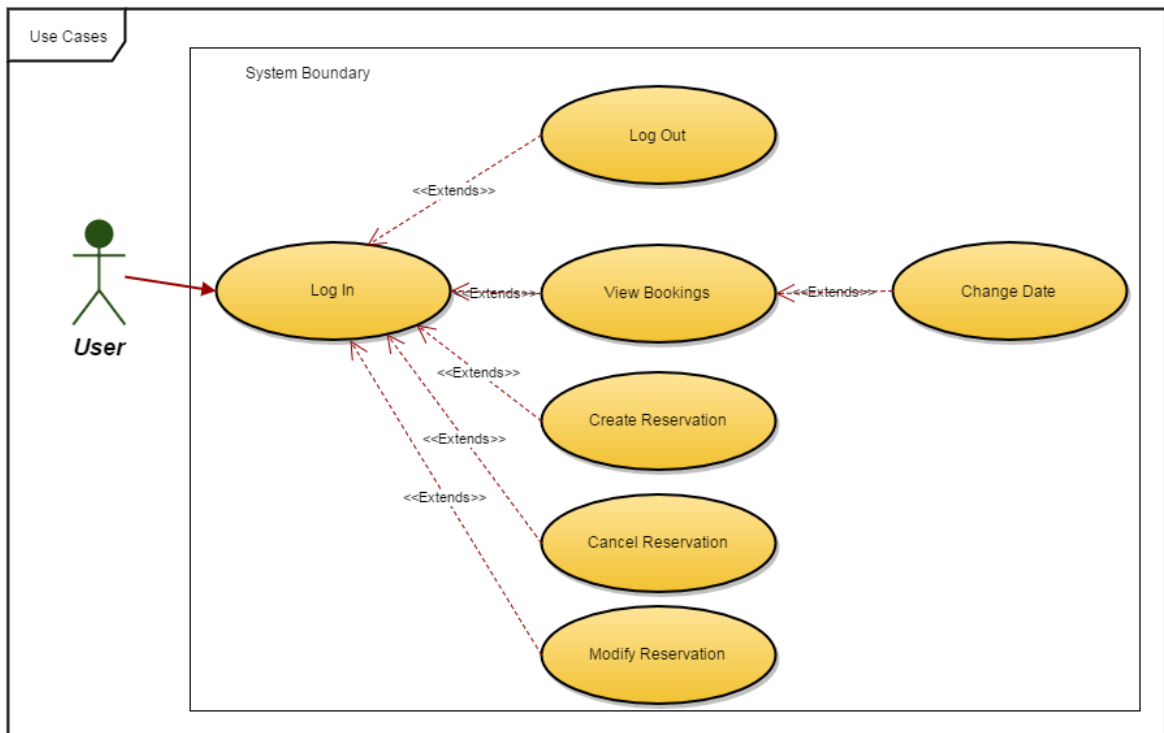 Use Cases
System Boundary
Log Out
<<Extends>>
User
Log In
<<Extends>>
View Bookings
<<Extends>>
Change Date
<<Extends>>
Create Reservation
<<Extends>>
Cancel Reservation
<<Extends>>
Modify Reservation